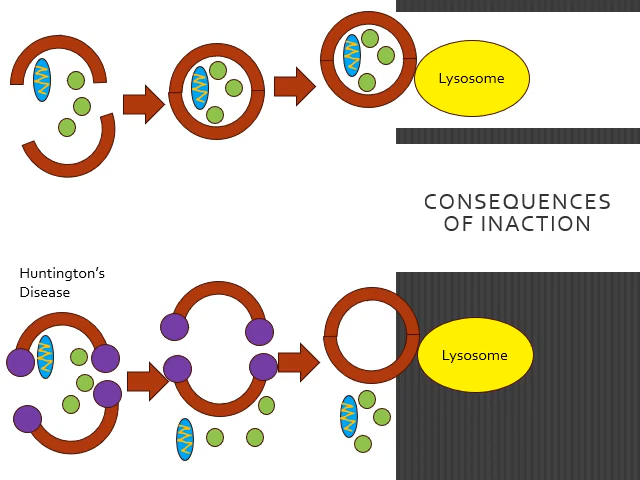 Lysosome
CONSEQUENCES
OF INACTION
Huntington’s
Disease
Lysosome